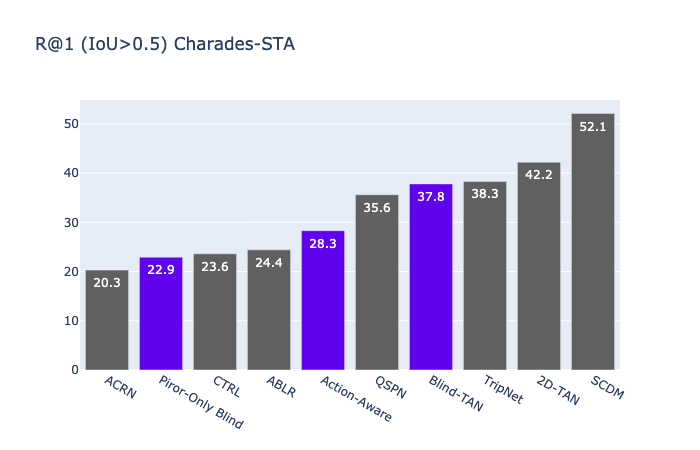 R@1 (IoU>0.5) Charades-STA
50
40
30
20
10
0
20.3
22.9
23.6
24.4
28.3
35.6
37.8
38.3
42.2
52.1
ACRN
Piror-Only Blind
CTRL
ABLR
Action-Aware
QSPN
Blind-TAN
TripNet
2D-TAN
SCDM